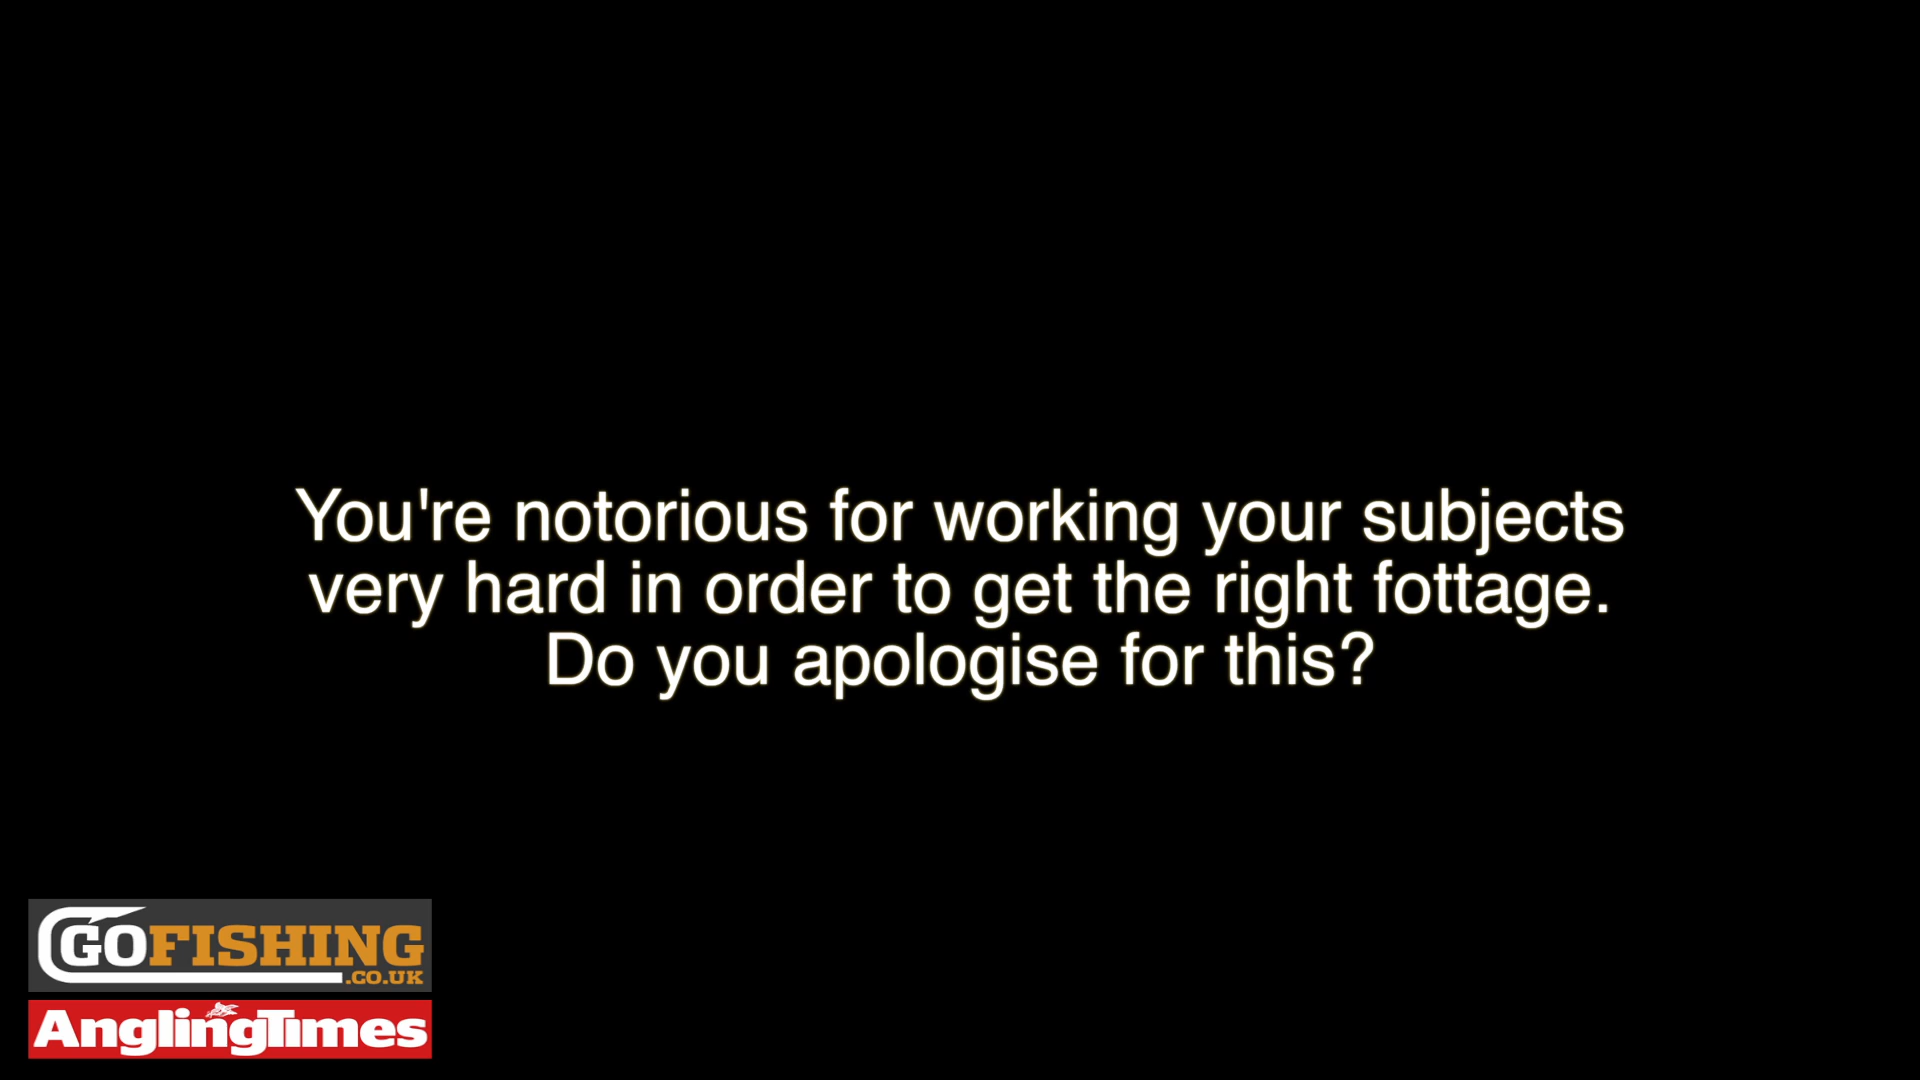 You're notorious for working your subjects
very hard in order to get the right fottage.
Do you apologise for this?
GOFISHING
.CO.UK
AnglingTimes